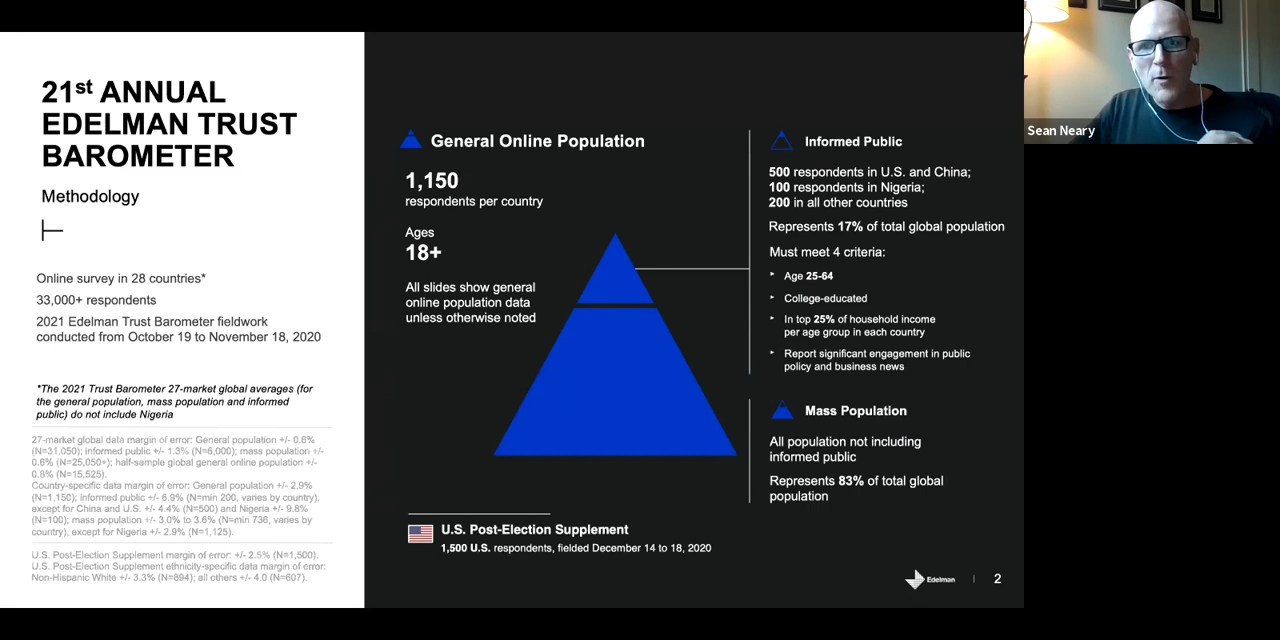 21st ANNUAL
EDELMAN TRUST
BAROMETER
Methodology
Online survey in 28 countries*
33,000+ respondents
2021 Edelman Trust Barometer fieldwork
conducted from October 19 to November 18, 2020
*The 2021 Trust Barometer 27-market global averages (for
the general population, mass population and informed
public) do not include Nigeria
27-market global data margin of error: General population +/- 0.6%
(N=31,050); informed public +/- 1.3% (N=6,000); mass population +/-
0.6% (N=25,050+); half-sample global general online population +/-
0.8% (N=15,525).
Country-specific data margin of error: General population +/- 2.9%
(N=1,150); informed public +/- 6.9% (N=min 200, varies by country),
except for China and U.S. +/- 4.4% (N=500) and Nigeria +/- 9.8%
(N=100); mass population +/- 3.0% to 3.6% (N=min 736, varies by
country), except for Nigeria +/- 2.9% (N=1,125).
U.S. Post-Election Supplement margin of error: +/- 2.5% (N=1,500).
U.S. Post-Election Supplement ethnicity-specific data margin of error:
Non-Hispanic White +/- 3.3% (N=894); all others +/- 4.0 (N=607).
General Online Population
1,150
respondents per country
Ages
18+
All slides show general
online population data
unless otherwise noted
Informed Public
500 respondents in U.S. and China;
100 respondents in Nigeria;
200 in all other countries
Represents 17% of total global population
Must meet 4 criteria:
Age 25-64
College-educated
In top 25% of household income
per age group in each country
Report significant engagement in public
policy and business news
Mass Population
All population not including
informed public
Represents 83% of total global
population
U.S. Post-Election Supplement
1,500 U.S. respondents, fielded December 14 to 18, 2020
Edelman
2
Sean Neary